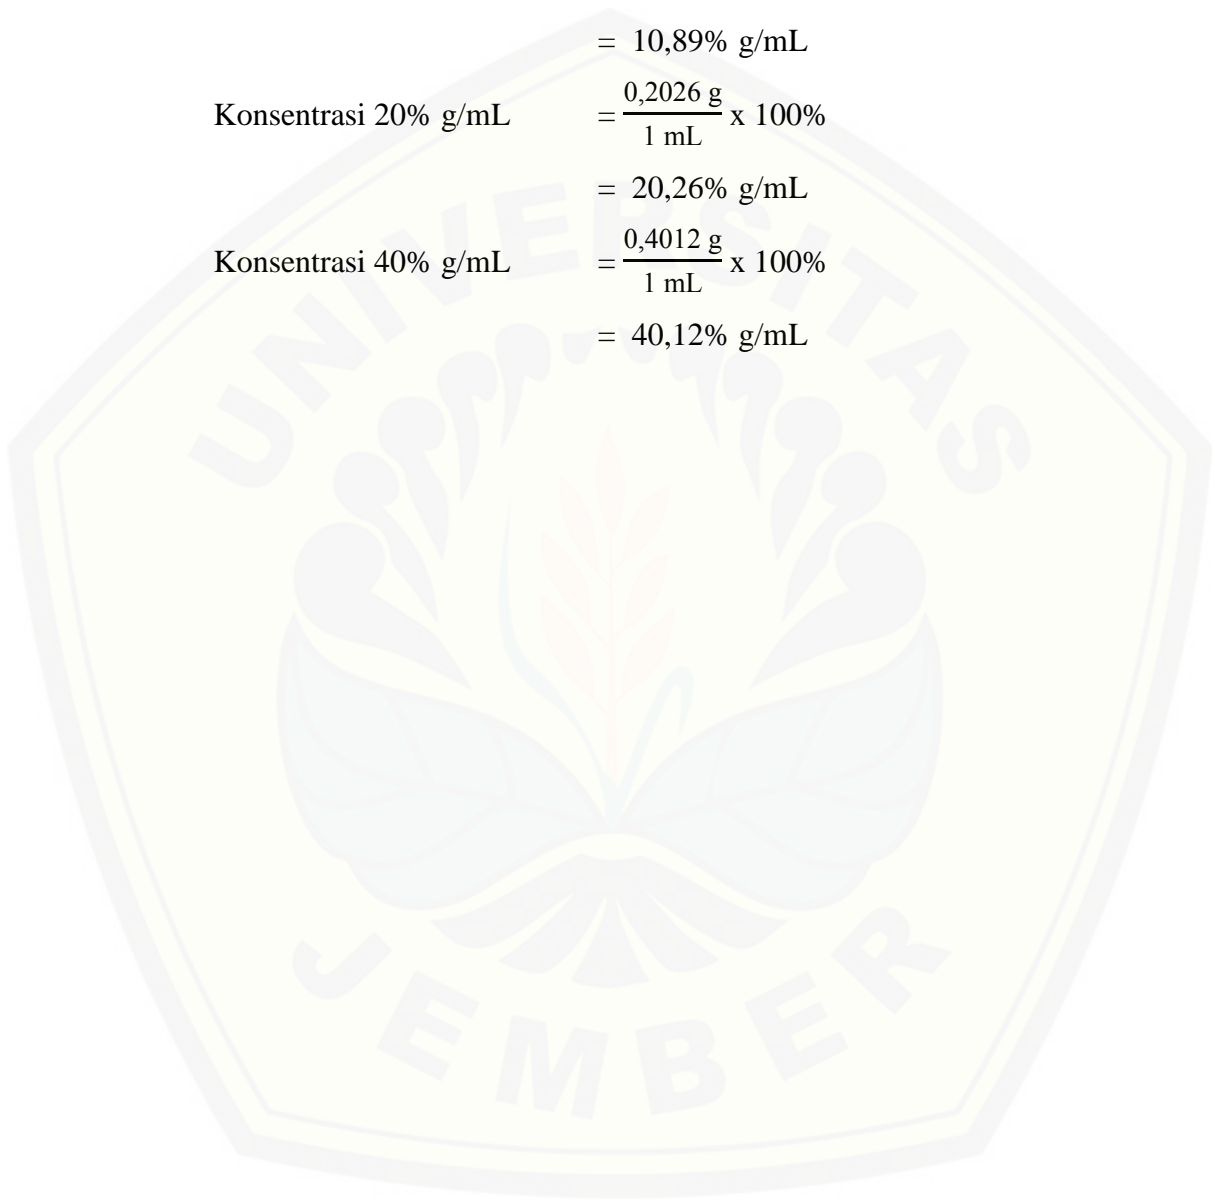 = 10,89% g/mL
Konsentrasi 20% g/mL = 0,2026 g / 1 mL x 100%
= 20,26% g/mL
Konsentrasi 40% g/mL = 0,4012 g / 1 mL x 100%
= 40,12% g/mL
UNIVERSITAS
JEMBER